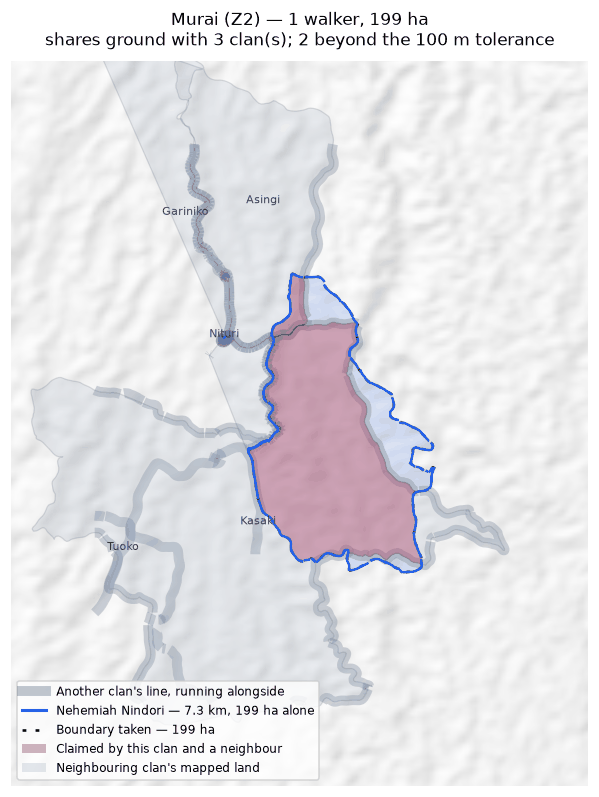 Murai (Z2) — 1 walker, 199 ha
shares ground with 3 clan(s); 2 beyond the 100 m tolerance
Asingi
Gariniko
Nituri
Kasaki
Tuoko
Another clan's line, running alongside
Nehemiah Nindori — 7.3 km, 199 ha alone
Boundary taken — 199 ha
Claimed by this clan and a neighbour
Neighbouring clan's mapped land